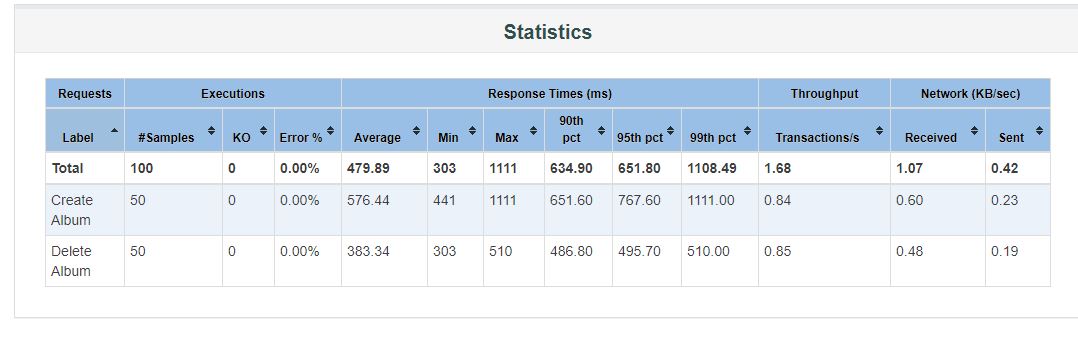 Statistics
Requests Executions Response Times (ms) Throughput Network (KB/sec)
Label #Samples KO Error % Average Min Max 90th pct 95th pct 99th pct Transactions/s Received Sent
Total 100 0 0.00% 479.89 303 1111 634.90 651.80 1108.49 1.68 1.07 0.42
Create Album 50 0 0.00% 576.44 441 1111 651.60 767.60 1111.00 0.84 0.60 0.23
Delete Album 50 0 0.00% 383.34 303 510 486.80 495.70 510.00 0.85 0.48 0.19